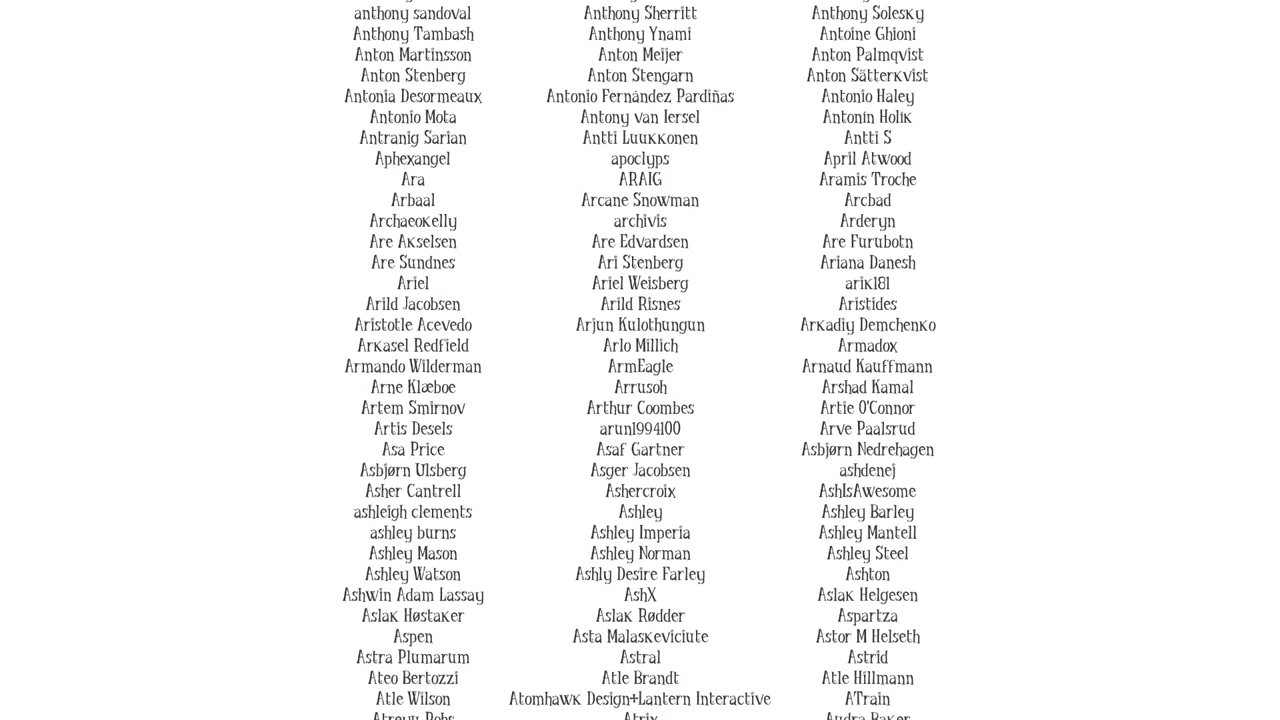 anthony sandoval Anthony Sherritt Anthony Solesky
Anthony Tambash Anthony Ynami Antoine Ghioni
Anton Martinsson Anton Meijer Anton Palmqvist
Anton Stenberg Anton Stengarn Anton Sätterkvist
Antonia Desormeaux Antonio Fernández Pardiñas Antonio Haley
Antonio Mota Antony van Iersel Antonín Holík
Antranig Sarian Antti Luukkonen Antti S
Aphexangel apoclyps April Atwood
Ara ARAIG Aramis Troche
Arbaal Arcane Snowman Arcbad
Archaeokelly archivis Arderyn
Are Akselsen Are Edvardsen Are Furubotn
Are Sundnes Ari Stenberg Ariana Danesh
Ariel Ariel Weisberg arik181
Arild Jacobsen Arild Risnes Aristides
Aristotle Acevedo Arjun Kulothungun Arkadiy Demchenko
Arkasel Redfield Arlo Millich Armadox
Armando Wilderman ArmEagle Arnaud Kauffmann
Arne Klæboe Arrusoh Arshad Kamal
Artem Smirnov Arthur Coombes Artie O'Connor
Artis Desels arun1994100 Arve Paalsrud
Asa Price Asaf Gartner Asbjørn Nedrehagen
Asbjørn Ulsberg Asger Jacobsen ashdenej
Asher Cantrell Ashercroix AshIsAwesome
ashleigh clements Ashley Ashley Barley
ashley burns Ashley Imperia Ashley Mantell
Ashley Mason Ashley Norman Ashley Steel
Ashley Watson Ashly Desire Farley Ashton
Ashwin Adam Lassay AshX Aslak Helgesen
Aslak Høstaker Aslak Rødder Aspartza
Aspen Asta Malaskeviciute Astor M Helseth
Astra Plumarum Astral Astrid
Ateo Bertozzi Atle Brandt Atle Hillmann
Atle Wilson Atomhawk Design+Lantern Interactive ATrain
Atrix Audra Baker